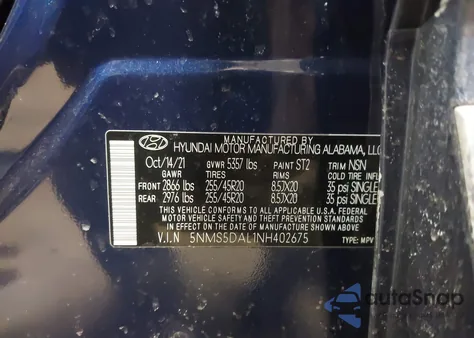 MANUFACTURED BY
HYUNDAI MOTOR MANUFACTURING ALABAMA, LLC
Oct/14/21 GVWR 5357 lbs PAINT ST2 TRIM NSN
GAWR TIRES RIMS COLD TIRE INFL
FRONT 2866 lbs 255/45R20 8.5JX20 35 psi SINGLE
REAR 2976 lbs 255/45R20 8.5JX20 35 psi SINGLE
THIS VEHICLE CONFORMS TO ALL APPLICABLE U.S. FEDERAL
MOTOR VEHICLE SAFETY AND THEFT PREVENTION STANDARDS
IN EFFECT ON THE DATE OF MANUFACTURE SHOWN ABOVE.
V.I.N 5NMS5DAL1NH402675 TYPE: MPV
autoSnap